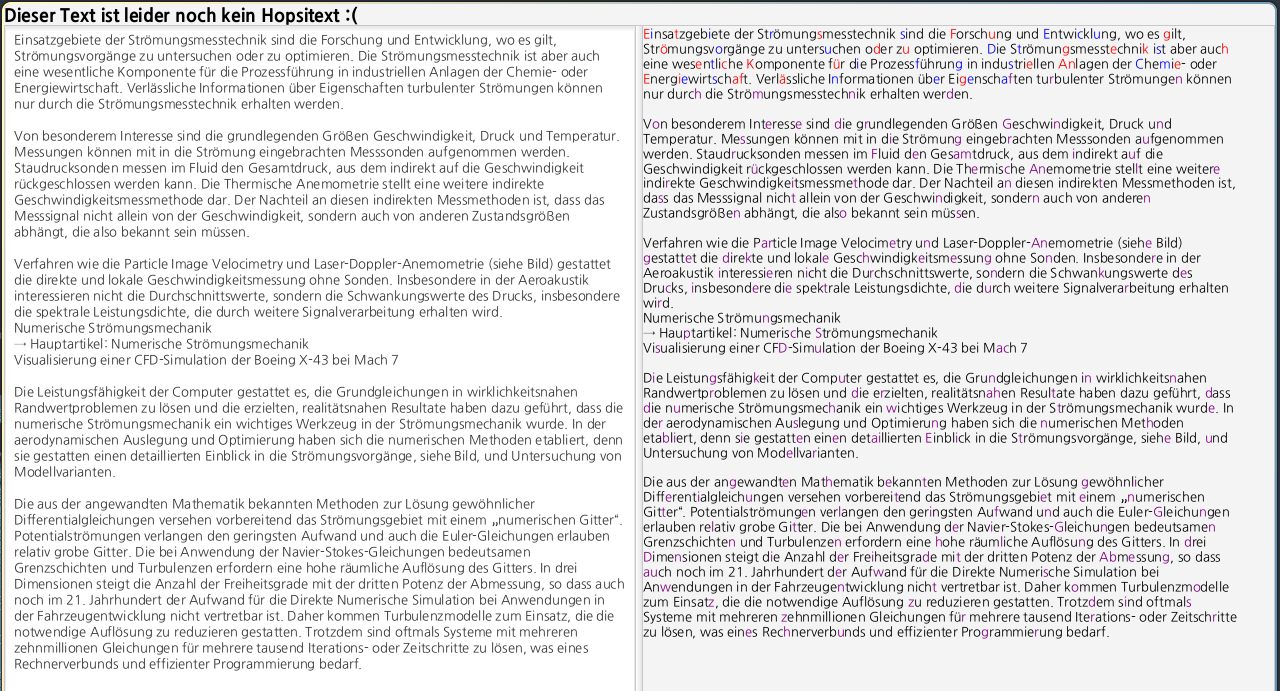 Dieser Text ist leider noch kein Hopsitext :(
Einsatzgebiete der Strömungsmesstechnik sind die Forschung und Entwicklung, wo es gilt,
Strömungsvorgänge zu untersuchen oder zu optimieren. Die Strömungsmesstechnik ist aber auch
eine wesentliche Komponente für die Prozessführung in industriellen Anlagen der Chemie- oder
Energiewirtschaft. Verlässliche Informationen über Eigenschaften turbulenter Strömungen können
nur durch die Strömungsmesstechnik erhalten werden.
Von besonderem Interesse sind die grundlegenden Größen Geschwindigkeit, Druck und Temperatur.
Messungen können mit in die Strömung eingebrachten Messsonden aufgenommen werden.
Staudrucksonden messen im Fluid den Gesamtdruck, aus dem indirekt auf die Geschwindigkeit
rückgeschlossen werden kann. Die Thermische Anemometrie stellt eine weitere indirekte
Geschwindigkeitsmessmethode dar. Der Nachteil an diesen indirekten Messmethoden ist, dass das
Messsignal nicht allein von der Geschwindigkeit, sondern auch von anderen Zustandsgrößen
abhängt, die also bekannt sein müssen.
Verfahren wie die Particle Image Velocimetry und Laser-Doppler-Anemometrie (siehe Bild) gestattet
die direkte und lokale Geschwindigkeitsmessung ohne Sonden. Insbesondere in der Aeroakustik
interessieren nicht die Durchschnittswerte, sondern die Schwankungswerte des Drucks, insbesondere
die spektrale Leistungsdichte, die durch weitere Signalverarbeitung erhalten wird.
Numerische Strömungsmechanik
→ Hauptartikel: Numerische Strömungsmechanik
Visualisierung einer CFD-Simulation der Boeing X-43 bei Mach 7
Die Leistungsfähigkeit der Computer gestattet es, die Grundgleichungen in wirklichkeitsnahen
Randwertproblemen zu lösen und die erzielten, realitätsnahen Resultate haben dazu geführt, dass die
numerische Strömungsmechanik ein wichtiges Werkzeug in der Strömungsmechanik wurde. In der
aerodynamischen Auslegung und Optimierung haben sich die numerischen Methoden etabliert, denn
sie gestatten einen detaillierten Einblick in die Strömungsvorgänge, siehe Bild, und Untersuchung von
Modellvarianten.
Die aus der angewandten Mathematik bekannten Methoden zur Lösung gewöhnlicher
Differentialgleichungen versehen vorbereitend das Strömungsgebiet mit einem „numerischen Gitter“.
Potentialströmungen verlangen den geringsten Aufwand und auch die Euler-Gleichungen erlauben
relativ grobe Gitter. Die bei Anwendung der Navier-Stokes-Gleichungen bedeutsamen
Grenzschichten und Turbulenzen erfordern eine hohe räumliche Auflösung des Gitters. In drei
Dimensionen steigt die Anzahl der Freiheitsgrade mit der dritten Potenz der Abmessung, so dass auch
noch im 21. Jahrhundert der Aufwand für die Direkte Numerische Simulation bei Anwendungen in
der Fahrzeugentwicklung nicht vertretbar ist. Daher kommen Turbulenzmodelle zum Einsatz, die die
notwendige Auflösung zu reduzieren gestatten. Trotzdem sind oftmals Systeme mit mehreren
zehnmillionen Gleichungen für mehrere tausend Iterations- oder Zeitschritte zu lösen, was eines
Rechnerverbunds und effizienter Programmierung bedarf.
Einsatzgebiete der Strömungsmesstechnik sind die Forschung und Entwicklung, wo es gilt,
Strömungsvorgänge zu untersuchen oder zu optimieren. Die Strömungsmesstechnik ist aber auch
eine wesentliche Komponente für die Prozessführung in industriellen Anlagen der Chemie- oder
Energiewirtschaft. Verlässliche Informationen über Eigenschaften turbulenter Strömungen können
nur durch die Strömungsmesstechnik erhalten werden.
Von besonderem Interesse sind die grundlegenden Größen Geschwindigkeit, Druck und
Temperatur. Messungen können mit in die Strömung eingebrachten Messsonden aufgenommen
werden. Staudrucksonden messen im Fluid den Gesamtdruck, aus dem indirekt auf die
Geschwindigkeit rückgeschlossen werden kann. Die Thermische Anemometrie stellt eine weitere
indirekte Geschwindigkeitsmessmethode dar. Der Nachteil an diesen indirekten Messmethoden ist,
dass das Messsignal nicht allein von der Geschwindigkeit, sondern auch von anderen
Zustandsgrößen abhängt, die also bekannt sein müssen.
Verfahren wie die Particle Image Velocimetry und Laser-Doppler-Anemometrie (siehe Bild)
gestattet die direkte und lokale Geschwindigkeitsmessung ohne Sonden. Insbesondere in der
Aeroakustik interessieren nicht die Durchschnittswerte, sondern die Schwankungswerte des
Drucks, insbesondere die spektrale Leistungsdichte, die durch weitere Signalverarbeitung erhalten
wird.
Numerische Strömungsmechanik
→ Hauptartikel: Numerische Strömungsmechanik
Visualisierung einer CFD-Simulation der Boeing X-43 bei Mach 7
Die Leistungsfähigkeit der Computer gestattet es, die Grundgleichungen in wirklichkeitsnahen
Randwertproblemen zu lösen und die erzielten, realitätsnahen Resultate haben dazu geführt, dass
die numerische Strömungsmechanik ein wichtiges Werkzeug in der Strömungsmechanik wurde. In
der aerodynamischen Auslegung und Optimierung haben sich die numerischen Methoden
etabliert, denn sie gestatten einen detaillierten Einblick in die Strömungsvorgänge, siehe Bild, und
Untersuchung von Modellvarianten.
Die aus der angewandten Mathematik bekannten Methoden zur Lösung gewöhnlicher
Differentialgleichungen versehen vorbereitend das Strömungsgebiet mit einem „numerischen
Gitter“. Potentialströmungen verlangen den geringsten Aufwand und auch die Euler-Gleichungen
erlauben relativ grobe Gitter. Die bei Anwendung der Navier-Stokes-Gleichungen bedeutsamen
Grenzschichten und Turbulenzen erfordern eine hohe räumliche Auflösung des Gitters. In drei
Dimensionen steigt die Anzahl der Freiheitsgrade mit der dritten Potenz der Abmessung, so dass
auch noch im 21. Jahrhundert der Aufwand für die Direkte Numerische Simulation bei
Anwendungen in der Fahrzeugentwicklung nicht vertretbar ist. Daher kommen Turbulenzmodelle
zum Einsatz, die die notwendige Auflösung zu reduzieren gestatten. Trotzdem sind oftmals
Systeme mit mehreren zehnmillionen Gleichungen für mehrere tausend Iterations- oder Zeitschritte
zu lösen, was eines Rechnerverbunds und effizienter Programmierung bedarf.